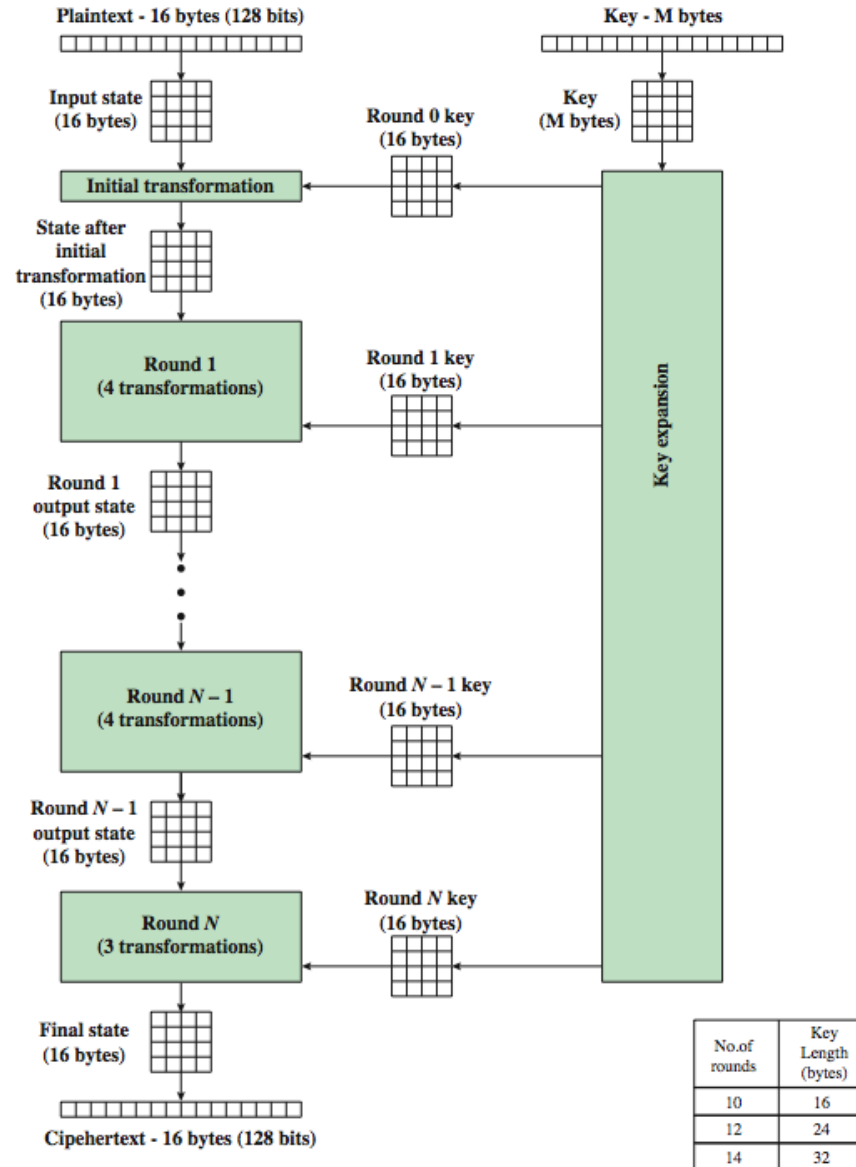 Plaintext - 16 bytes (128 bits)
Key - M bytes
Input state
(16 bytes)
Key
(M bytes)
Round 0 key
(16 bytes)
Initial transformation
State after
initial
transformation
(16 bytes)
Round 1
(4 transformations)
Round 1 key
(16 bytes)
Key expansion
Round 1
output state
(16 bytes)
Round N – 1
(4 transformations)
Round N – 1 key
(16 bytes)
Round N – 1
output state
(16 bytes)
Round N
(3 transformations)
Round N key
(16 bytes)
Final state
(16 bytes)
No.of
rounds
Key
Length
(bytes)
10 16
12 24
14 32
Cipehertext - 16 bytes (128 bits)